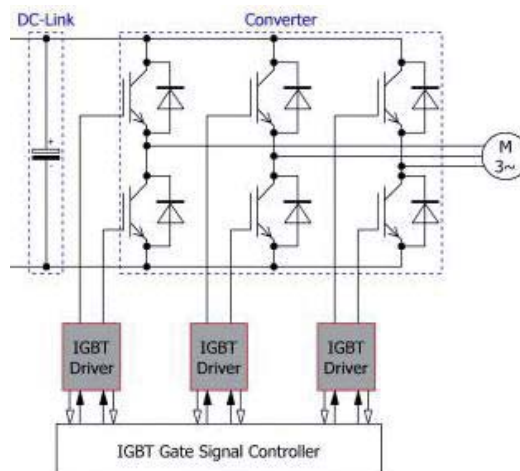 DC-Link
Converter
+
M
3~
IGBT
Driver
IGBT
Driver
IGBT
Driver
IGBT Gate Signal Controller